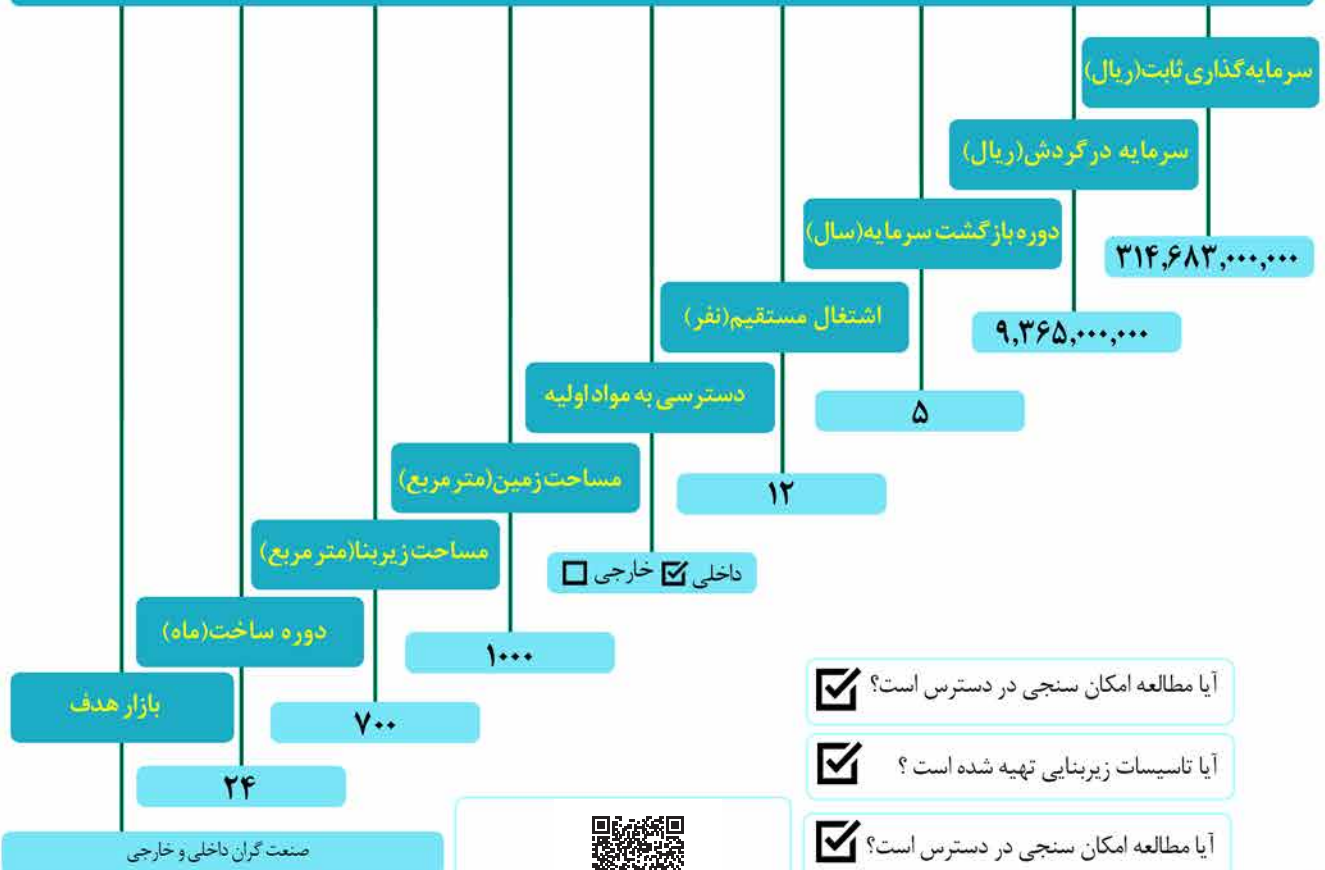 سرمایه‌گذاری ثابت(ریال)
۳۱۴,۶۸۳,۰۰۰,۰۰۰
سرمایه در گردش(ریال)
۹,۳۶۵,۰۰۰,۰۰۰
دوره بازگشت سرمایه(سال)
۵
اشتغال مستقیم(نفر)
۱۲
دسترسی به مواد اولیه
داخلی ☑ خارجی ☐
مساحت زمین(متر مربع)
۱۰۰۰
مساحت زیربنا(متر مربع)
۷۰۰
دوره ساخت(ماه)
۲۴
بازار هدف
صنعت گران داخلی و خارجی
آیا مطالعه امکان سنجی در دسترس است؟ ☑
آیا تاسیسات زیربنایی تهیه شده است ؟ ☑
آیا مطالعه امکان سنجی در دسترس است؟ ☑